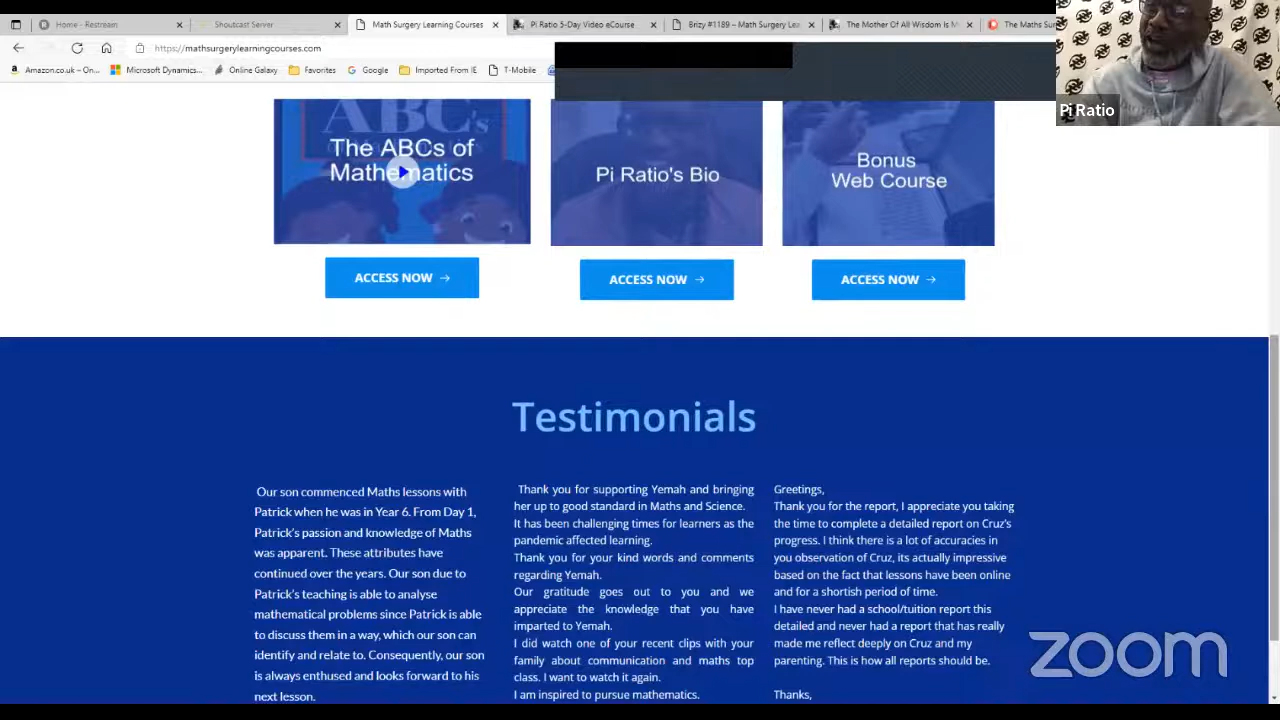 Home - Restream
Shoutcast Server
Math Surgery Learning Courses
Pi Ratio 5-Day Video eCourse
Brizy #1189 – Math Surgery Lea
The Mother Of All Wisdom Is M
The Maths Sur
https://mathsurgerylearningcourses.com
Amazon.co.uk – On...
Microsoft Dynamics...
Online Galaxy
Favorites
Google
Imported From IE
T-Mobile
Pi Ratio
ABC's
The ABCs of
Mathematics
Pi Ratio's Bio
Bonus
Web Course
ACCESS NOW →
ACCESS NOW →
ACCESS NOW →
Testimonials
Our son commenced Maths lessons with
Patrick when he was in Year 6. From Day 1,
Patrick's passion and knowledge of Maths
was apparent. These attributes have
continued over the years. Our son due to
Patrick's teaching is able to analyse
mathematical problems since Patrick is able
to discuss them in a way, which our son can
identify and relate to. Consequently, our son
is always enthused and looks forward to his
next lesson.
Thank you for supporting Yemah and bringing
her up to good standard in Maths and Science.
It has been challenging times for learners as the
pandemic affected learning.
Thank you for your kind words and comments
regarding Yemah.
Our gratitude goes out to you and we
appreciate the knowledge that you have
imparted to Yemah.
I did watch one of your recent clips with your
family about communication and maths top
class. I want to watch it again.
I am inspired to pursue mathematics.
Greetings,
Thank you for the report, I appreciate you taking
the time to complete a detailed report on Cruz's
progress. I think there is a lot of accuracies in
you observation of Cruz, its actually impressive
based on the fact that lessons have been online
and for a shortish period of time.
I have never had a school/tuition report this
detailed and never had a report that has really
made me reflect deeply on Cruz and my
parenting. This is how all reports should be.
Thanks,
zoom